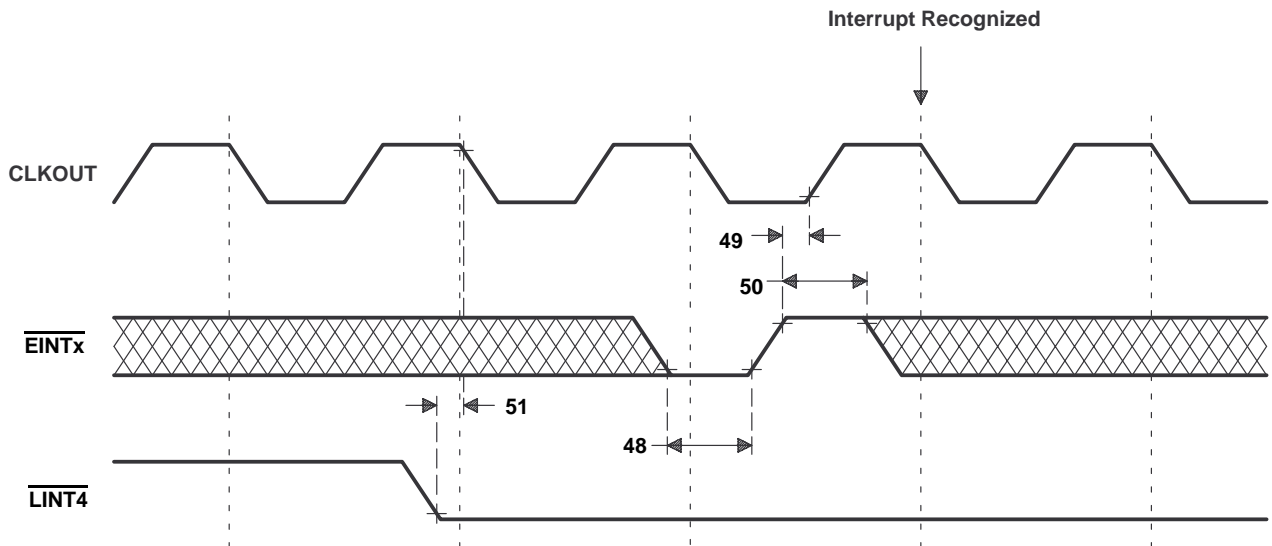 Interrupt Recognized
CLKOUT
49
50
EINTx
51
48
LINT4